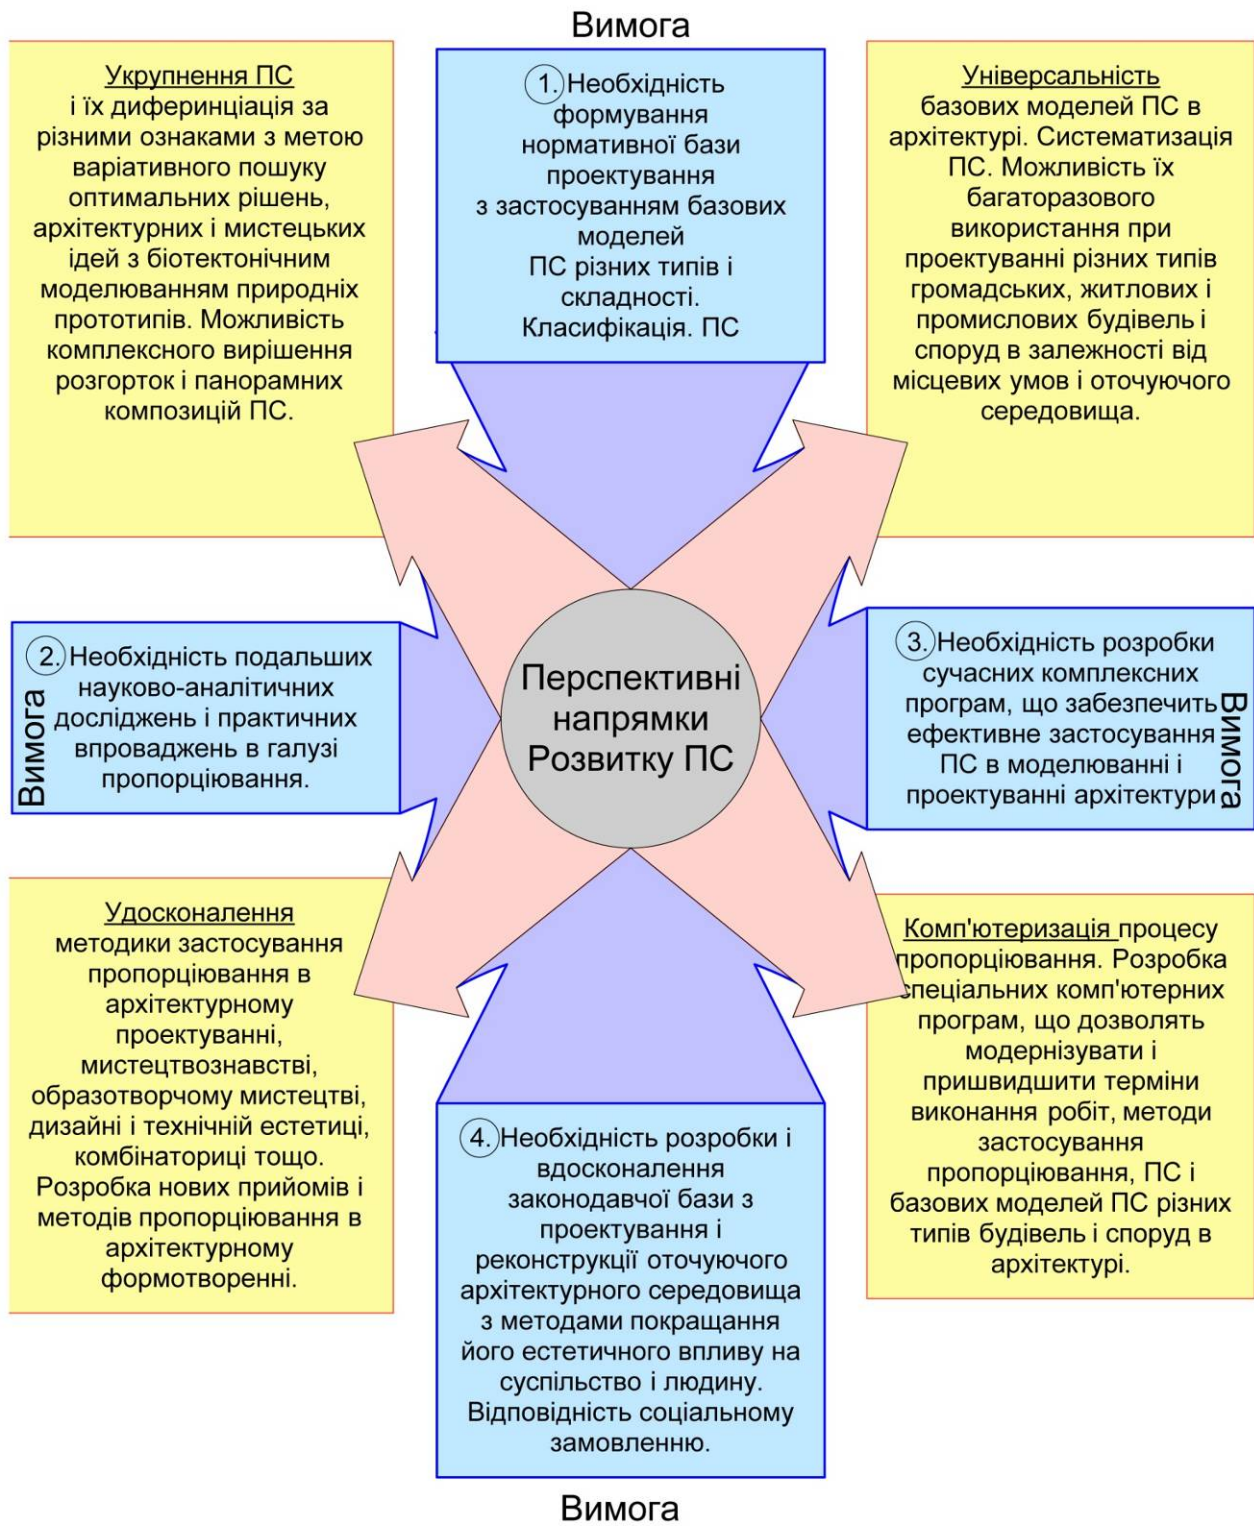 Вимога
Укрупнення ПС
і їх диферинціація за
різними ознаками з метою
варіативного пошуку
оптимальних рішень,
архітектурних і мистецьких
ідей з біотектонічним
моделюванням природніх
прототипів. Можливість
комплексного вирішення
розгорток і панорамних
композицій ПС.
1. Необхідність
формування
нормативної бази
проектування
з застосуванням базових
моделей
ПС різних типів і
складності.
Класифікація. ПС
Універсальність
базових моделей ПС в
архітектурі. Систематизація
ПС. Можливість їх
багаторазового
використання при
проектуванні різних типів
громадських, житлових і
промислових будівель і
споруд в залежності від
місцевих умов і оточуючого
середовища.
Вимога
2. Необхідність подальших
науково-аналітичних
досліджень і практичних
впроваджень в галузі
пропорціювання.
Перспективні
напрямки
Розвитку ПС
3. Необхідність розробки
сучасних комплексних
програм, що забезпечить
ефективне застосування
ПС в моделюванні і
проектуванні архітектури
Вимога
Удосконалення
методики застосування
пропорціювання в
архітектурному
проектуванні,
мистецтвознавстві,
образотворчому мистецтві,
дизайні і технічній естетиці,
комбінаториці тощо.
Розробка нових прийомів і
методів пропорціювання в
архітектурному
формотворенні.
4. Необхідність розробки і
вдосконалення
законодавчої бази з
проектування і
реконструкції оточуючого
архітектурного середовища
з методами покращання
його естетичного впливу на
суспільство і людину.
Відповідність соціальному
замовленню.
Комп'ютеризація процесу
пропорціювання. Розробка
спеціальних комп'ютерних
програм, що дозволять
модернізувати і
пришвидшити терміни
виконання робіт, методи
застосування
пропорціювання, ПС і
базових моделей ПС різних
типів будівель і споруд в
архітектурі.
Вимога